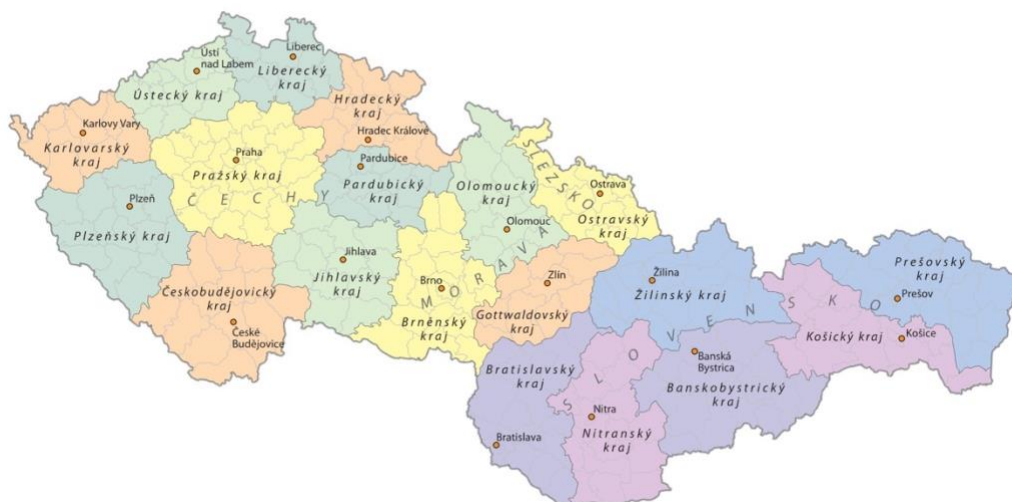 Ústí
nad Labem
Ústecký kraj
Liberec
Liberecký
kraj
Hradecký
kraj
Hradec Králové
Karlovy Vary
Karlovarský
kraj
Praha
Pražský kraj
Pardubice
Pardubický
kraj
ČECHY
Plzeň
Plzeňský kraj
Olomoucký
kraj
Olomouc
SLEZSKO
Ostrava
Ostravský
kraj
Jihlava
Jihlavský
kraj
Brno
Brněnský
kraj
MORAVA
Zlín
Gottwaldovský
kraj
Českobudějovický
kraj
České
Budějovice
Žilina
Žilinský kraj
Prešovský
kraj
Prešov
Košický kraj
Košice
SLOVENSKO
Banská
Bystrica
Banskobystrický
kraj
Bratislavský
kraj
Bratislava
Nitra
Nitranský
kraj